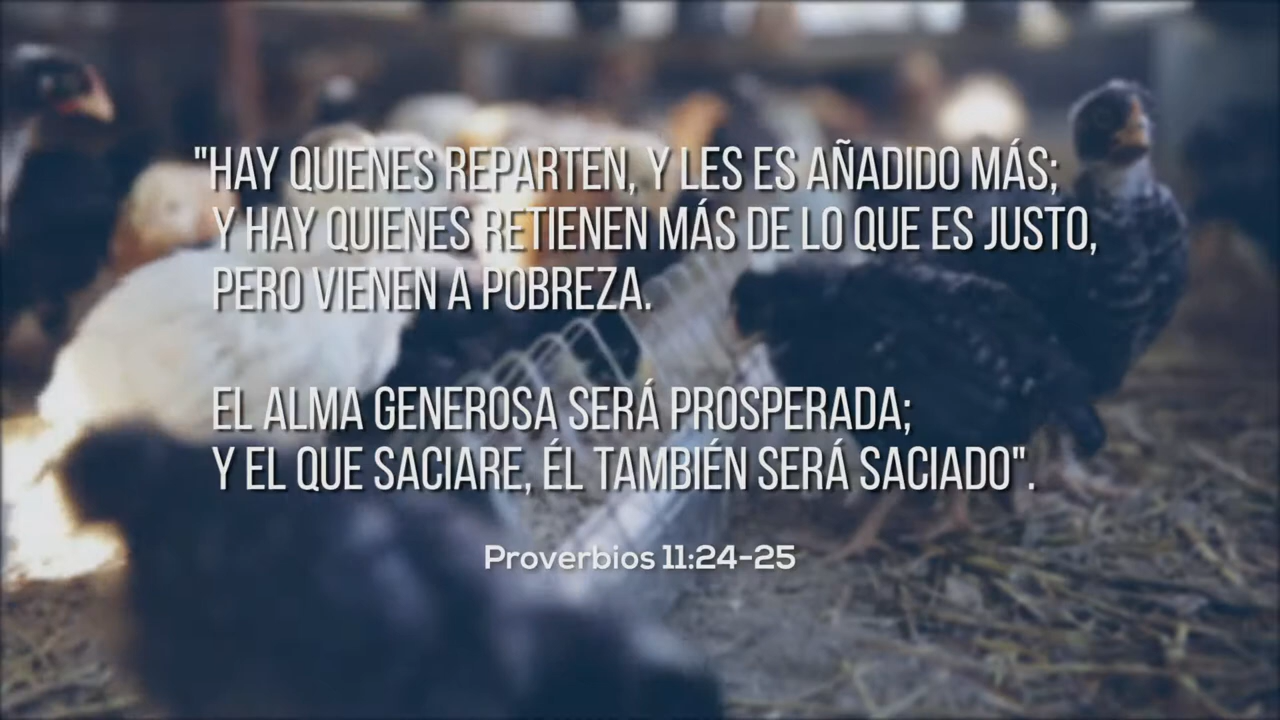 "HAY QUIENES REPARTEN, Y LES ES AÑADIDO MÁS;
Y HAY QUIENES RETIENEN MÁS DE LO QUE ES JUSTO,
PERO VIENEN A POBREZA.
EL ALMA GENEROSA SERÁ PROSPERADA;
Y EL QUE SACIARE, ÉL TAMBIÉN SERÁ SACIADO".
Proverbios 11:24-25